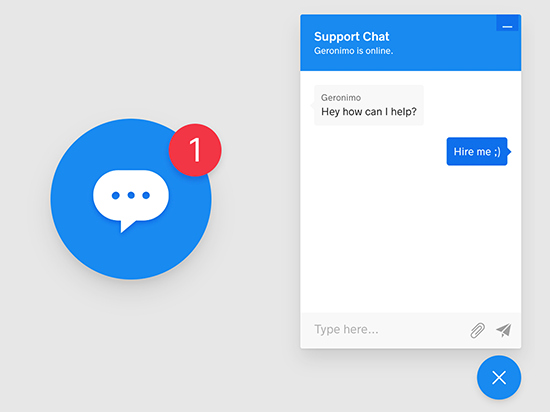 1
Support Chat
Geronimo is online.
Geronimo
Hey how can I help?
Hire me ;)
Type here...